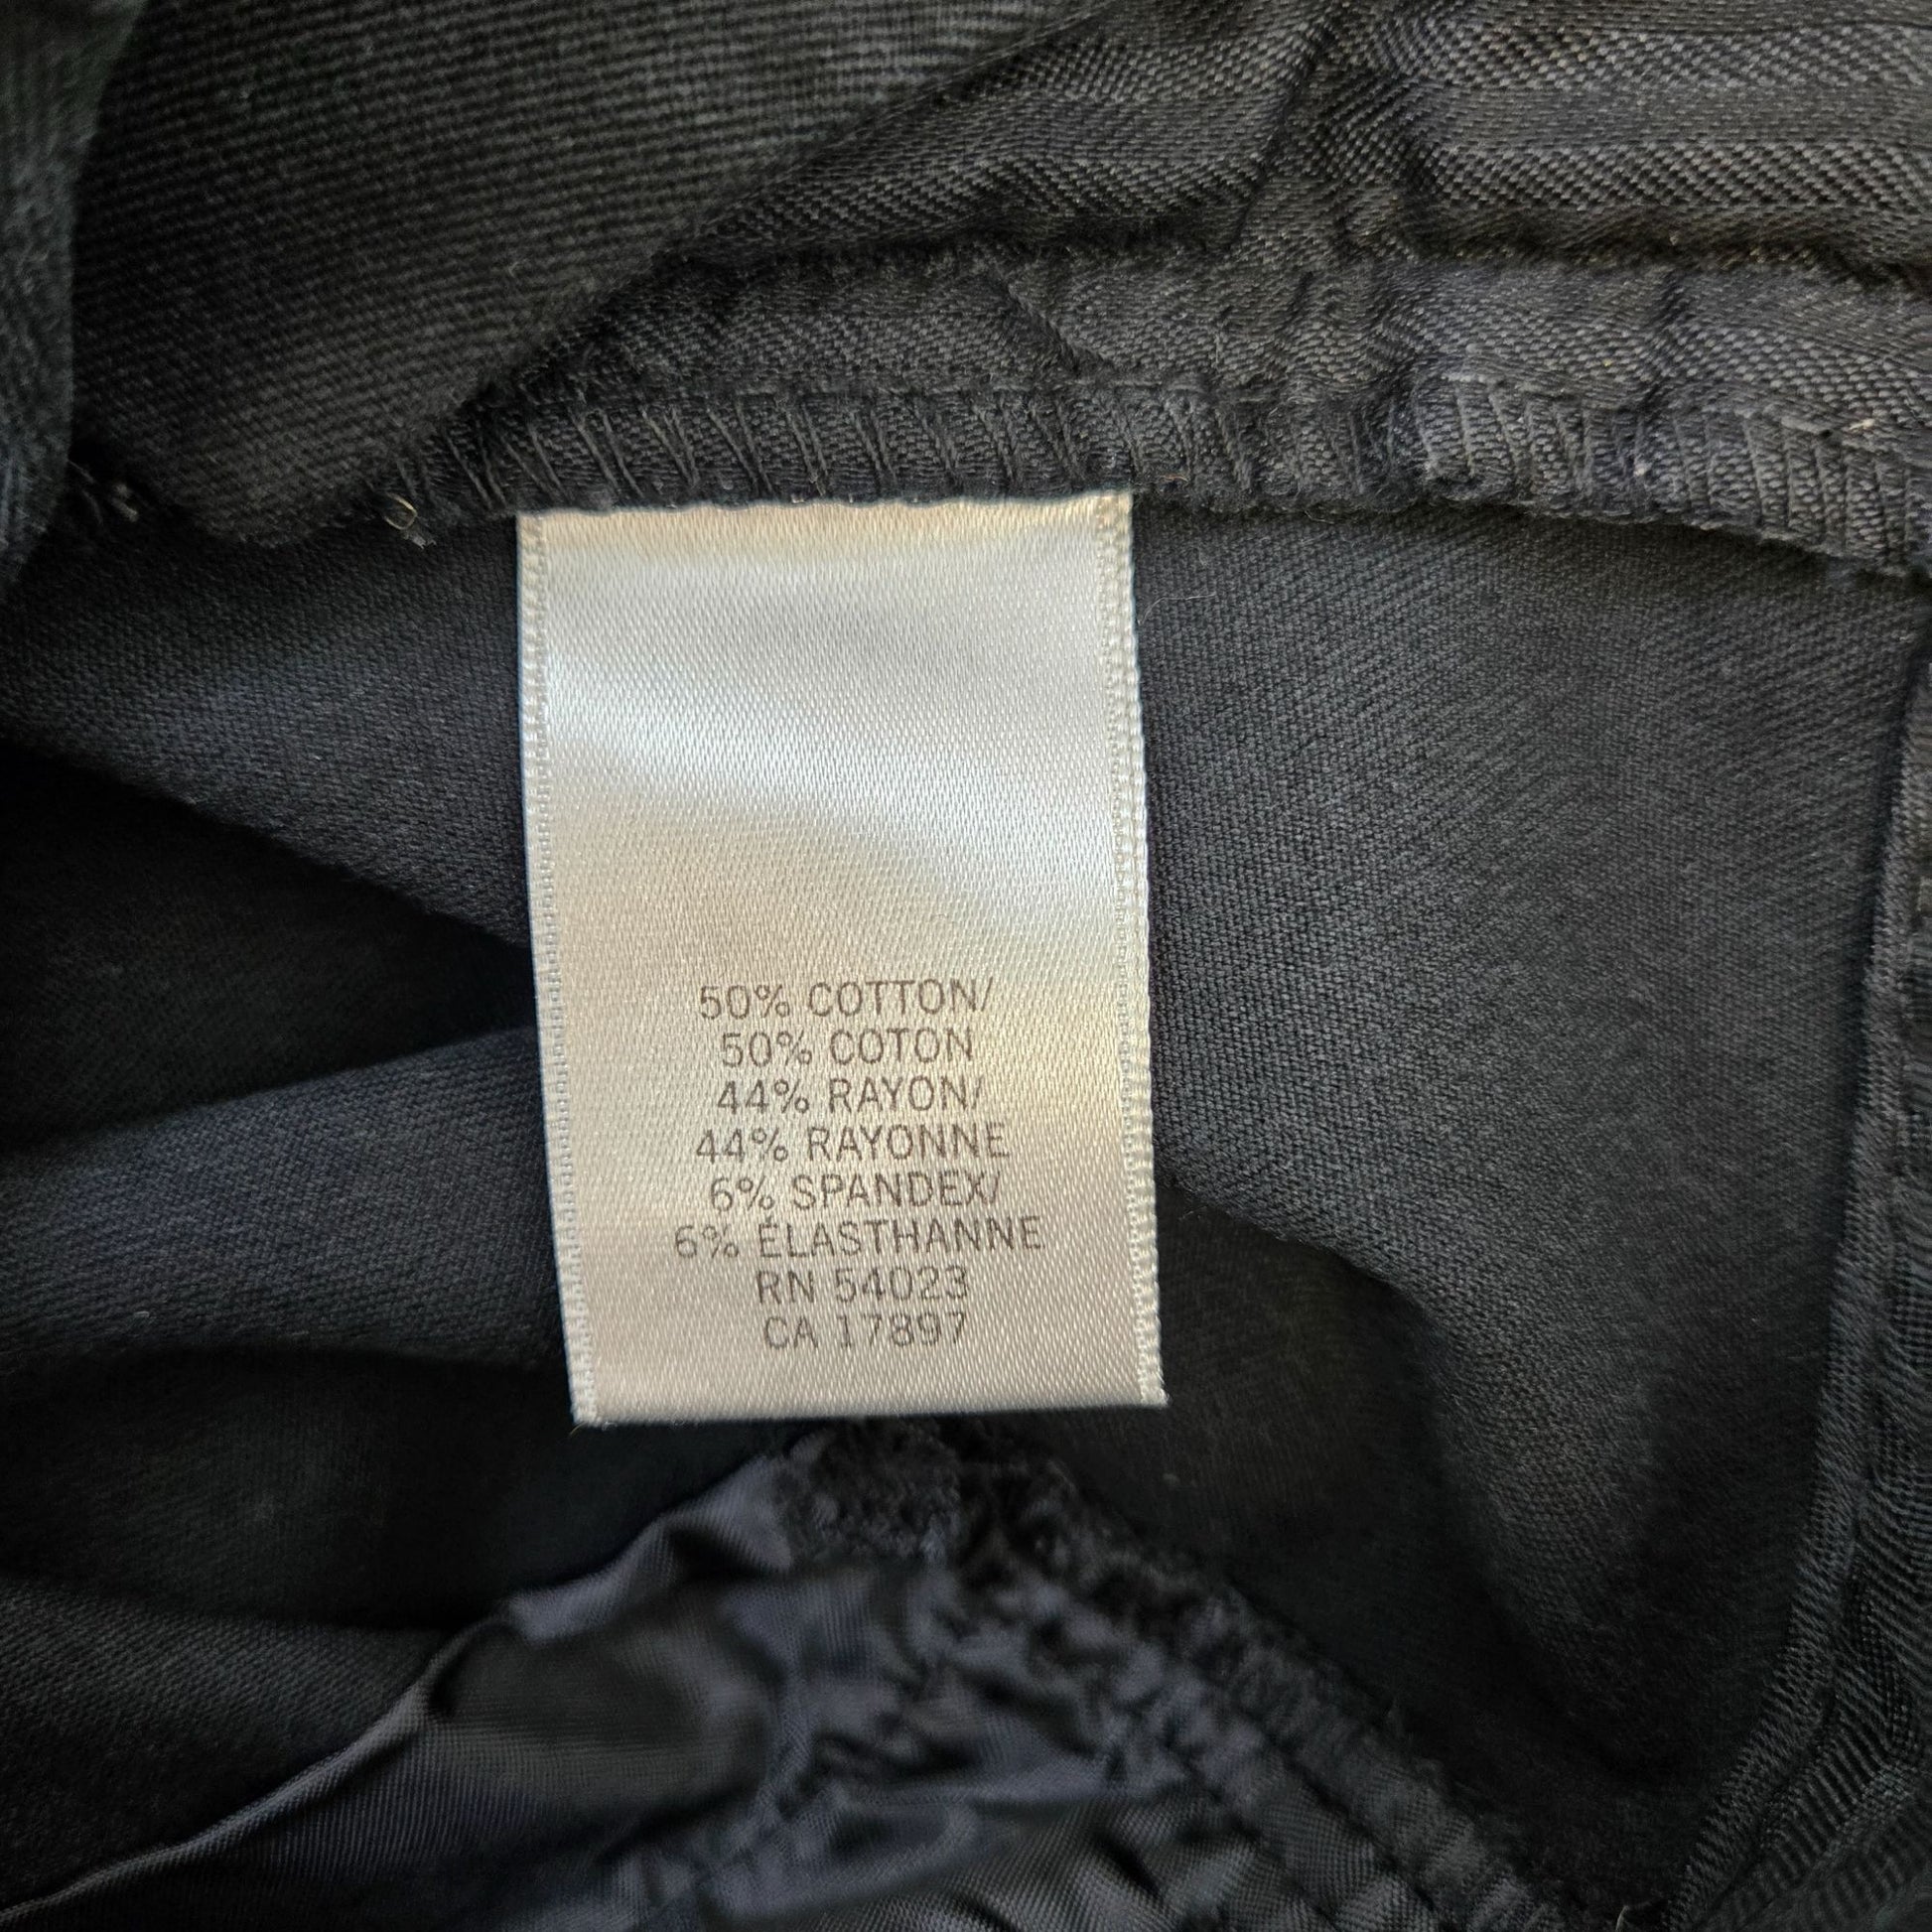 50% COTTON/
50% COTON
44% RAYON/
44% RAYONNE
6% SPANDEX/
6% ÉLASTHANNE
RN 54023
CA 17897